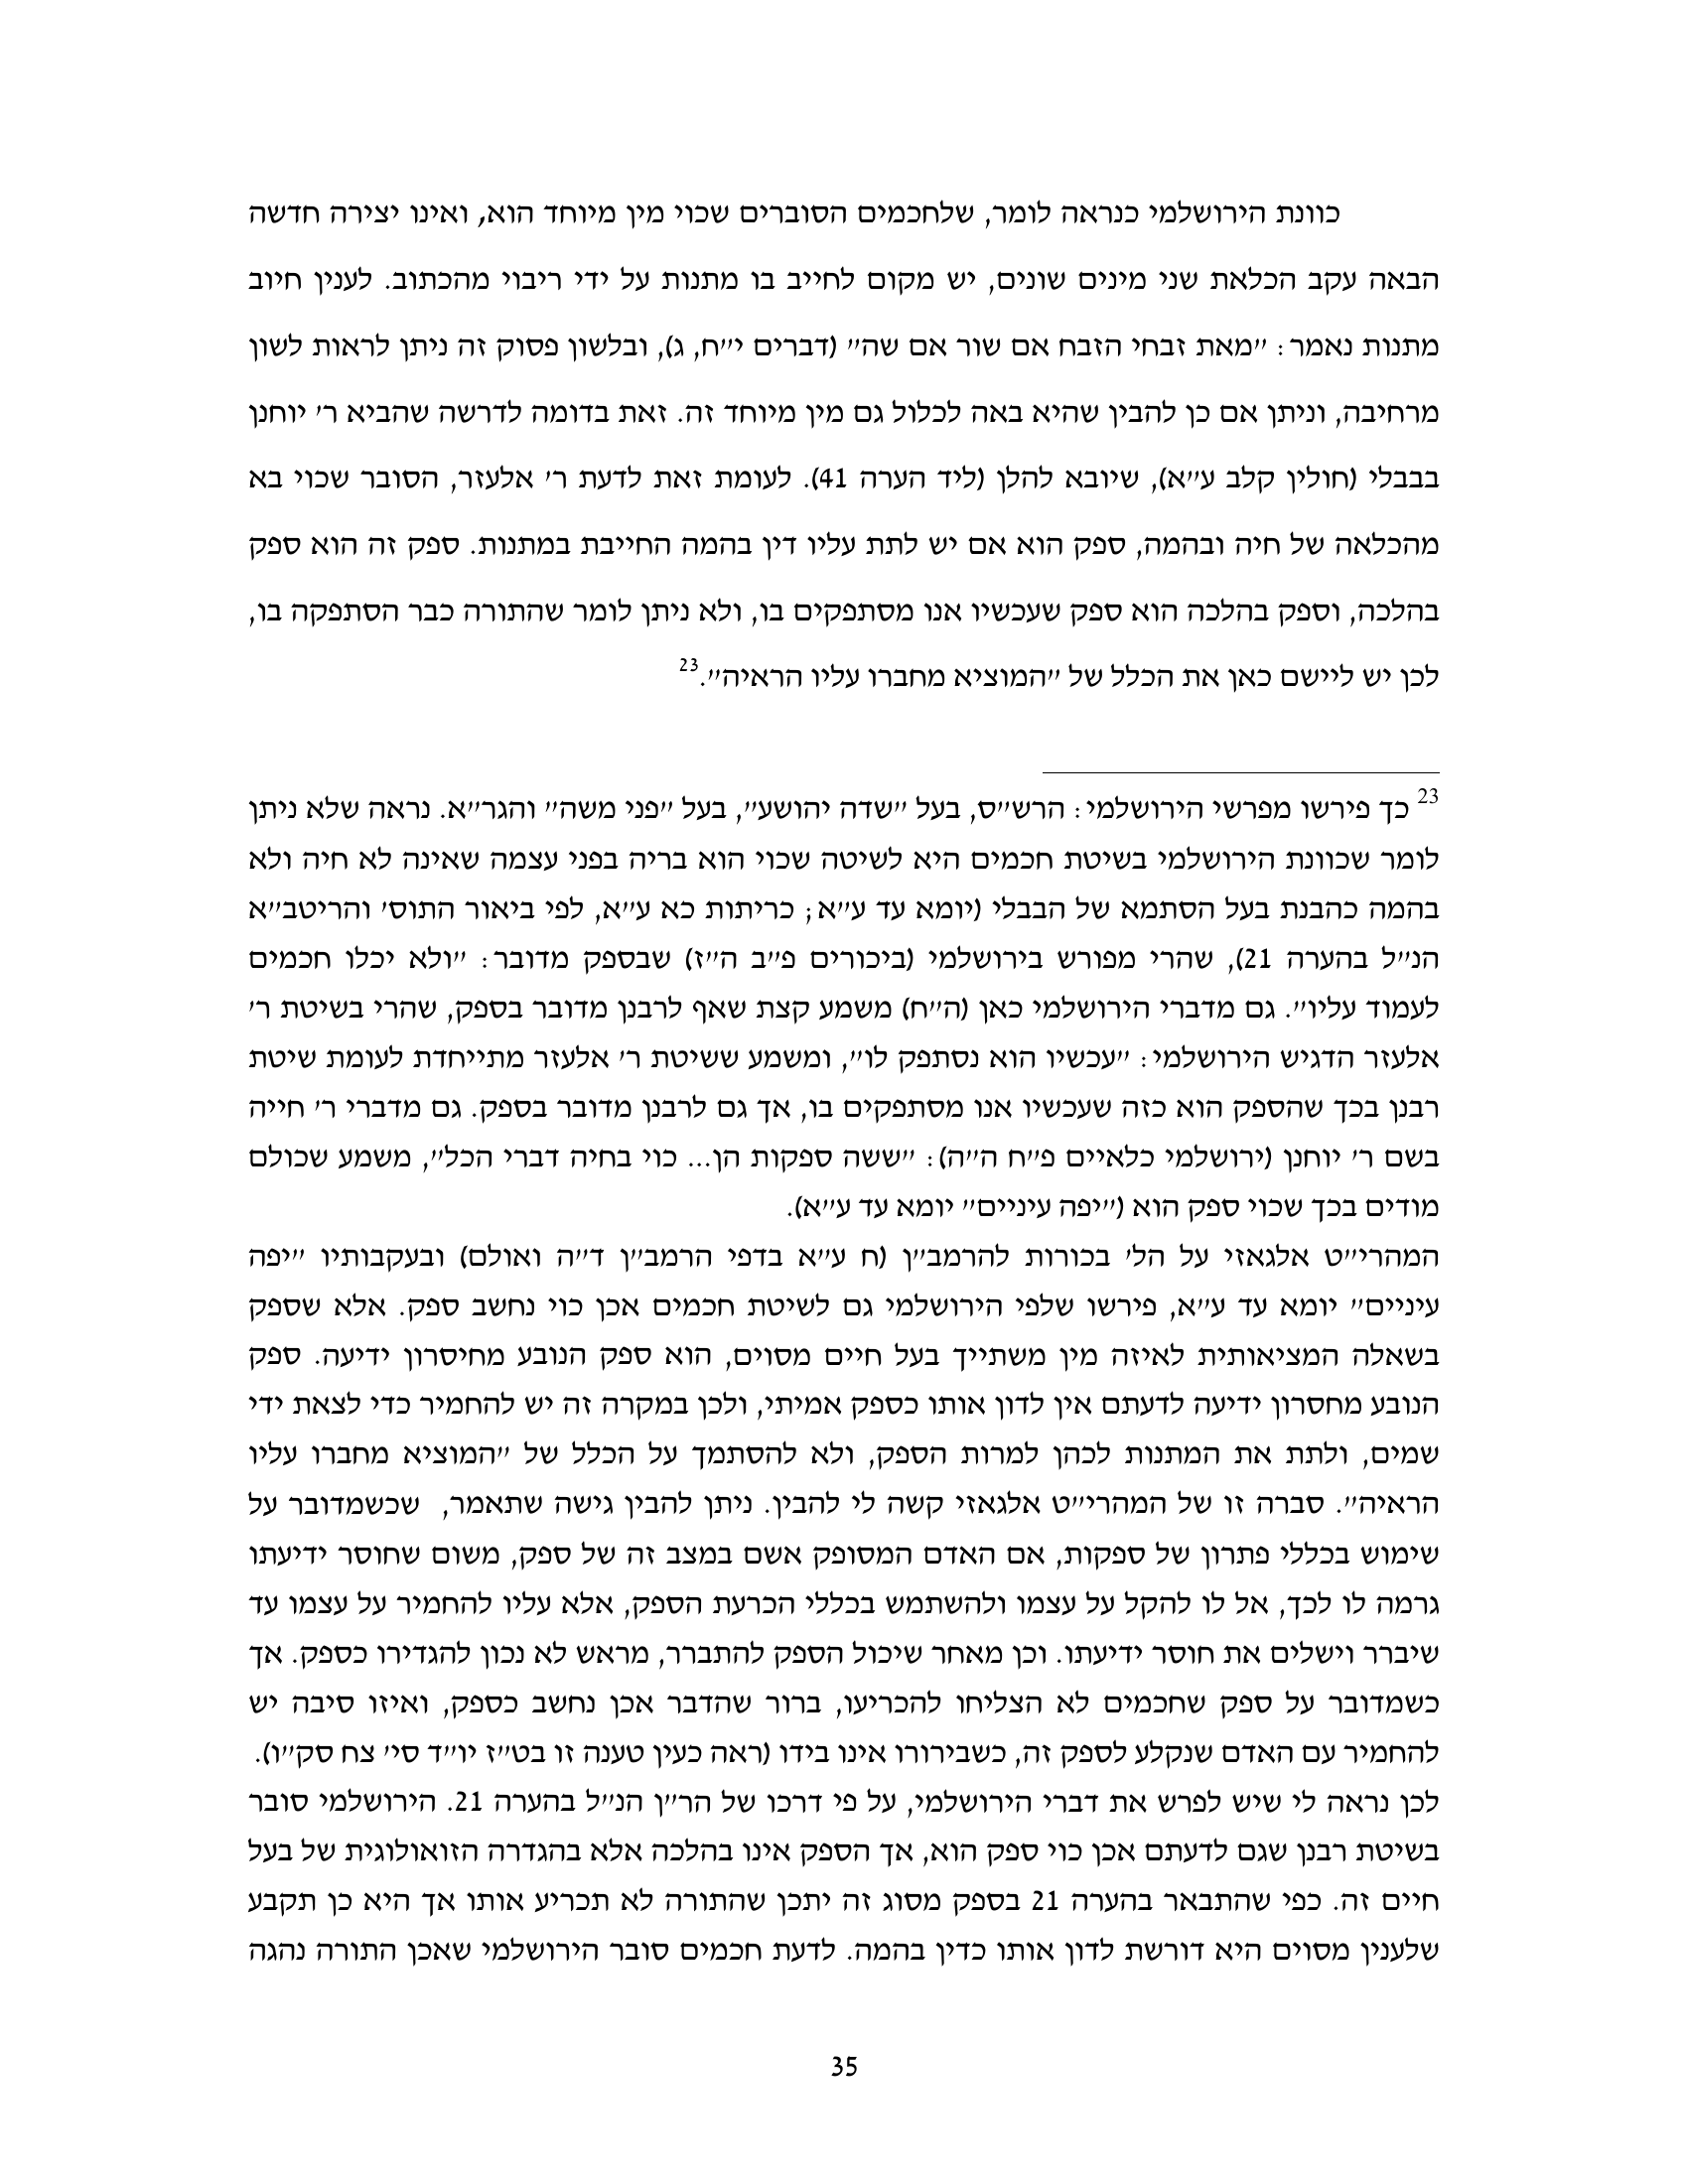 כוונת הירושלמי כנראה לומר, שלחכמים הסוברים שכוי מין מיוחד הוא, ואינו יצירה חדשה
הבאה עקב הכלאת שני מינים שונים, יש מקום לחייב בו מתנות על ידי ריבוי מהכתוב. לענין חיוב
מתנות נאמר: "מאת זבחי הזבח אם שור אם שה" (דברים י"ח, ג), ובלשון פסוק זה ניתן לראות לשון
מרחיבה, וניתן אם כן להבין שהיא באה לכלול גם מין מיוחד זה. זאת בדומה לדרשה שהביא ר' יוחנן
בבבלי (חולין קלב ע"א), שיובא להלן (ליד הערה 41). לעומת זאת לדעת ר' אלעזר, הסובר שכוי בא
מהכלאה של חיה ובהמה, ספק הוא אם יש לתת עליו דין בהמה החייבת במתנות. ספק זה הוא ספק
בהלכה, וספק בהלכה הוא ספק שעכשיו אנו מסתפקים בו, ולא ניתן לומר שהתורה כבר הסתפקה בו,
לכן יש ליישם כאן את הכלל של "המוציא מחברו עליו הראיה".23
23 כך פירשו מפרשי הירושלמי: הרש"ס, בעל "שדה יהושע", בעל "פני משה" והגר"א. נראה שלא ניתן
לומר שכוונת הירושלמי בשיטת חכמים היא לשיטה שכוי הוא בריה בפני עצמה שאינה לא חיה ולא
בהמה כהבנת בעל הסתמא של הבבלי (יומא עד ע"א; כריתות כא ע"א, לפי ביאור התוס' והריטב"א
הנ"ל בהערה 21), שהרי מפורש בירושלמי (ביכורים פ"ב ה"ז) שבספק מדובר: "ולא יכלו חכמים
לעמוד עליו". גם מדברי הירושלמי כאן (ה"ח) משמע קצת שאף לרבנן מדובר בספק, שהרי בשיטת ר'
אלעזר הדגיש הירושלמי: "עכשיו הוא נסתפק לו", ומשמע ששיטת ר' אלעזר מתייחדת לעומת שיטת
רבנן בכך שהספק הוא כזה שעכשיו אנו מסתפקים בו, אך גם לרבנן מדובר בספק. גם מדברי ר' חייה
בשם ר' יוחנן (ירושלמי כלאיים פ"ח ה"ה): "ששה ספקות הן... כוי בחיה דברי הכל", משמע שכולם
מודים בכך שכוי ספק הוא ("יפה עיניים" יומא עד ע"א).
המהרי"ט אלגאזי על הל' בכורות להרמב"ן (ח ע"א בדפי הרמב"ן ד"ה ואולם) ובעקבותיו "יפה
עיניים" יומא עד ע"א, פירשו שלפי הירושלמי גם לשיטת חכמים אכן כוי נחשב ספק. אלא שספק
בשאלה המציאותית לאיזה מין משתייך בעל חיים מסוים, הוא ספק הנובע מחיסרון ידיעה. ספק
הנובע מחסרון ידיעה לדעתם אין לדון אותו כספק אמיתי, ולכן במקרה זה יש להחמיר כדי לצאת ידי
שמים, ולתת את המתנות לכהן למרות הספק, ולא להסתמך על הכלל של "המוציא מחברו עליו
הראיה". סברה זו של המהרי"ט אלגאזי קשה לי להבין. ניתן להבין גישה שתאמר, שכשמדובר על
שימוש בכללי פתרון של ספקות, אם האדם המסופק אשם במצב זה של ספק, משום שחוסר ידיעתו
גרמה לו לכך, אל לו להקל על עצמו ולהשתמש בכללי הכרעת הספק, אלא עליו להחמיר על עצמו עד
שיברר וישלים את חוסר ידיעתו. וכן מאחר שיכול הספק להתברר, מראש לא נכון להגדירו כספק. אך
כשמדובר על ספק שחכמים לא הצליחו להכריעו, ברור שהדבר אכן נחשב כספק, ואיזו סיבה יש
להחמיר עם האדם שנקלע לספק זה, כשבירורו אינו בידו (ראה כעין טענה זו בט"ז יו"ד סי' צח סק"ו).
לכן נראה לי שיש לפרש את דברי הירושלמי, על פי דרכו של הר"ן הנ"ל בהערה 21. הירושלמי סובר
בשיטת רבנן שגם לדעתם אכן כוי ספק הוא, אך הספק אינו בהלכה אלא בהגדרה הזואולוגית של בעל
חיים זה. כפי שהתבאר בהערה 21 בספק מסוג זה יתכן שהתורה לא תכריע אותו אך היא כן תקבע
שלענין מסוים היא דורשת לדון אותו כדין בהמה. לדעת חכמים סובר הירושלמי שאכן התורה נהגה
35